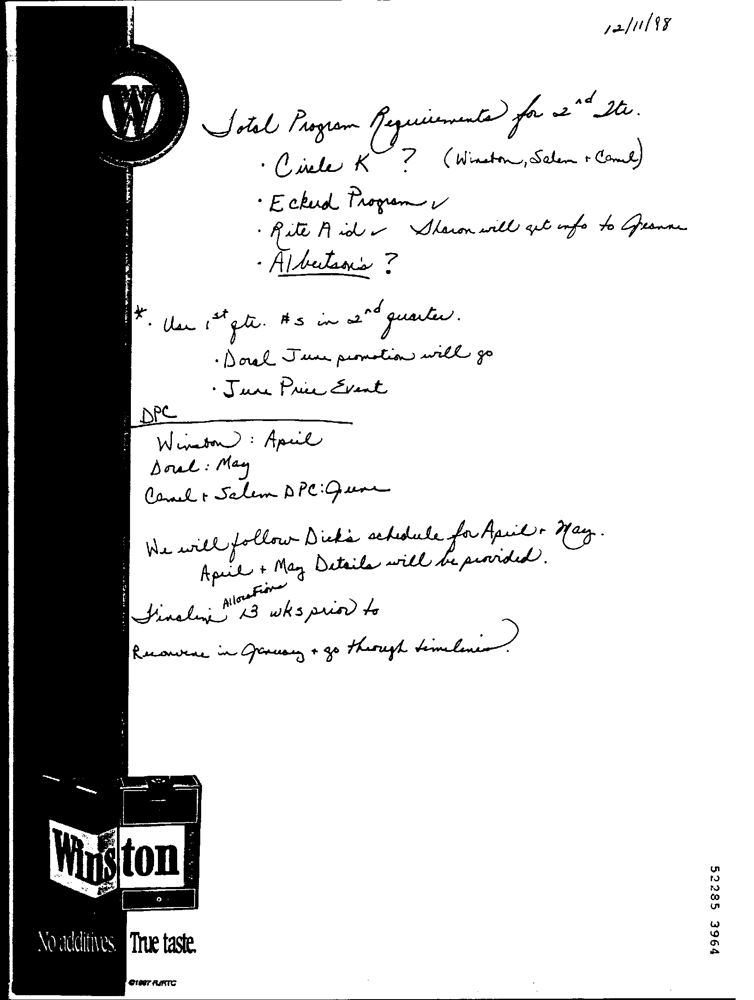 12/11/98
W
Total Program Requirements for 2nd Qtr.
· Circle K ? (Winston, Salem + Camel)
· Eckerd Program ✓
· Rite Aid ✓ Sharon will get info to Jeanne
· Albertson's ?
* · Use 1st qtr. #s in 2nd quarter.
· Doral June promotion will go
· June Price Event
DPC
Winston : April
Doral : May
Camel + Salem DPC : June
We will follow Dick's schedule for April + May.
April + May Details will be provided.
Allocations
Finalize 13 wks prior to
Reconvene in January + go through timelines.
Winston
No additives. True taste.
©1997 RJRTC
52285 3964